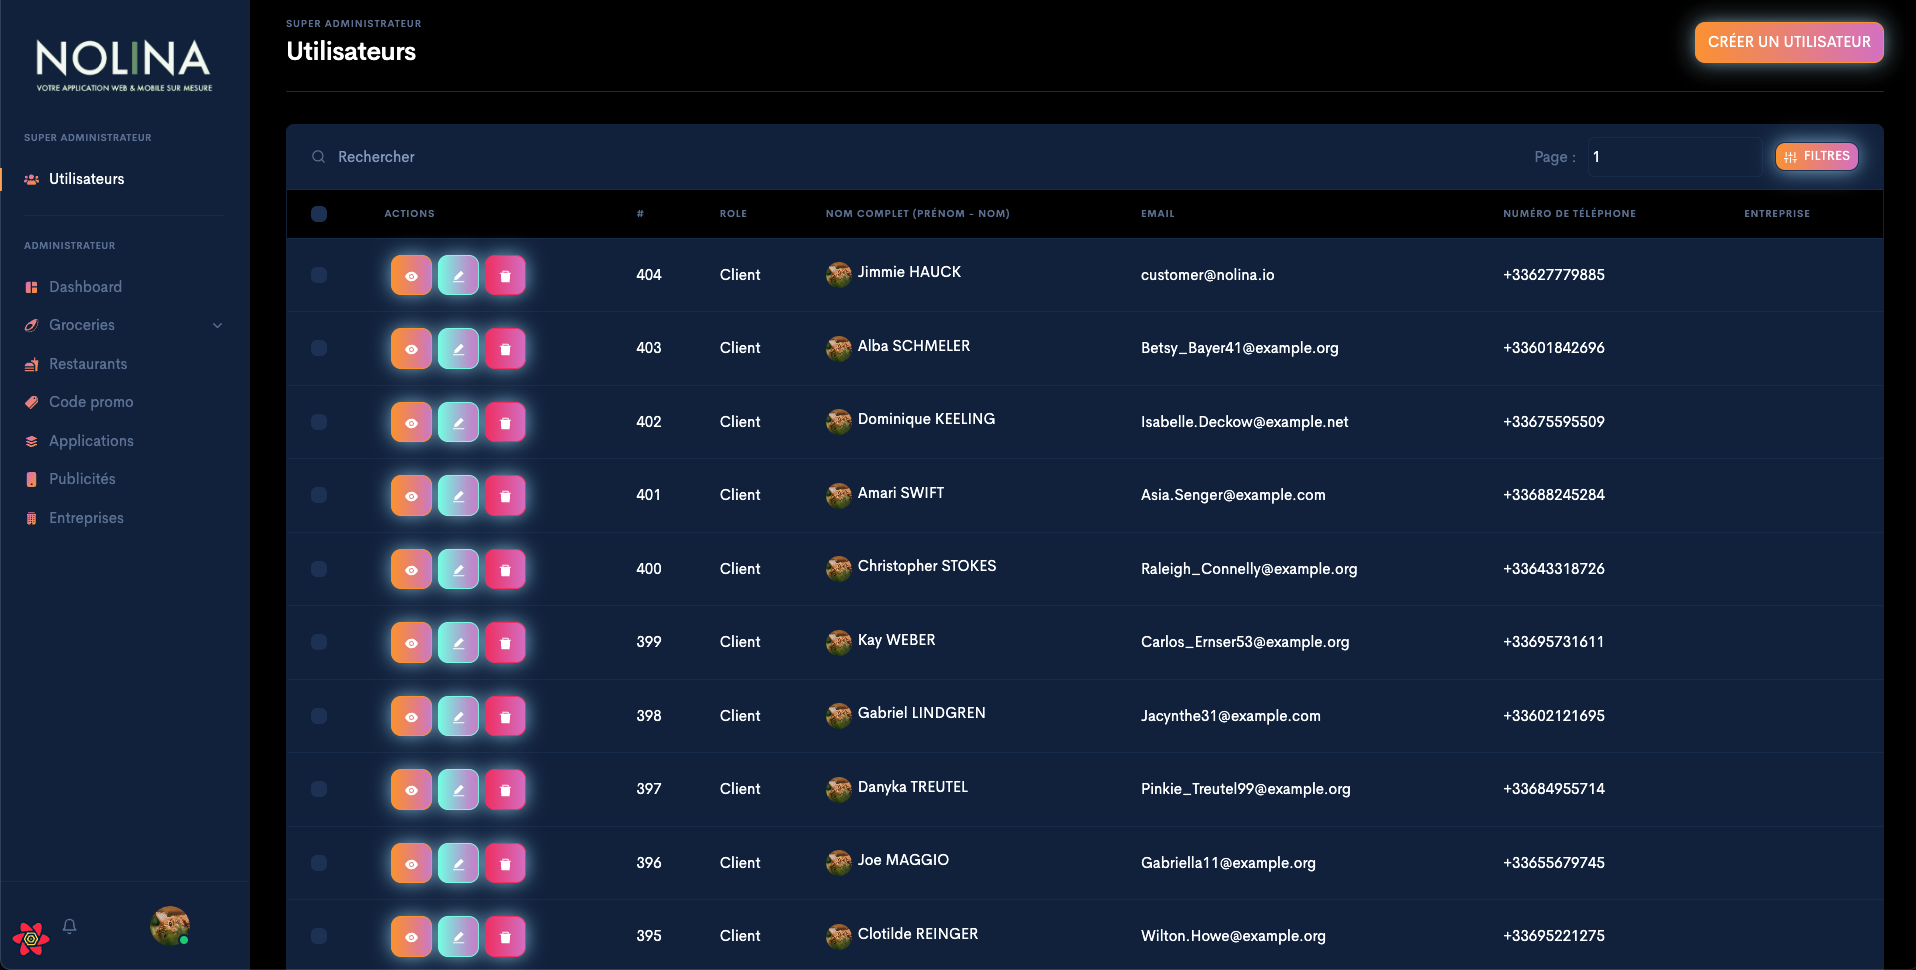 NOLINA
VOTRE APPLICATION WEB & MOBILE SUR MESURE
SUPER ADMINISTRATEUR
Utilisateurs
ADMINISTRATEUR
Dashboard
Groceries
Restaurants
Code promo
Applications
Publicités
Entreprises
SUPER ADMINISTRATEUR
Utilisateurs
CRÉER UN UTILISATEUR
Rechercher
Page : 1
FILTRES
ACTIONS # ROLE NOM COMPLET (PRÉNOM - NOM) EMAIL NUMÉRO DE TÉLÉPHONE ENTREPRISE
404 Client Jimmie HAUCK customer@nolina.io +33627779885
403 Client Alba SCHMELER Betsy_Bayer41@example.org +33601842696
402 Client Dominique KEELING Isabelle.Deckow@example.net +33675595509
401 Client Amari SWIFT Asia.Senger@example.com +33688245284
400 Client Christopher STOKES Raleigh_Connelly@example.org +33643318726
399 Client Kay WEBER Carlos_Ernser53@example.org +33695731611
398 Client Gabriel LINDGREN Jacynthe31@example.com +33602121695
397 Client Danyka TREUTEL Pinkie_Treutel99@example.org +33684955714
396 Client Joe MAGGIO Gabriella11@example.org +33655679745
395 Client Clotilde REINGER Wilton.Howe@example.org +33695221275